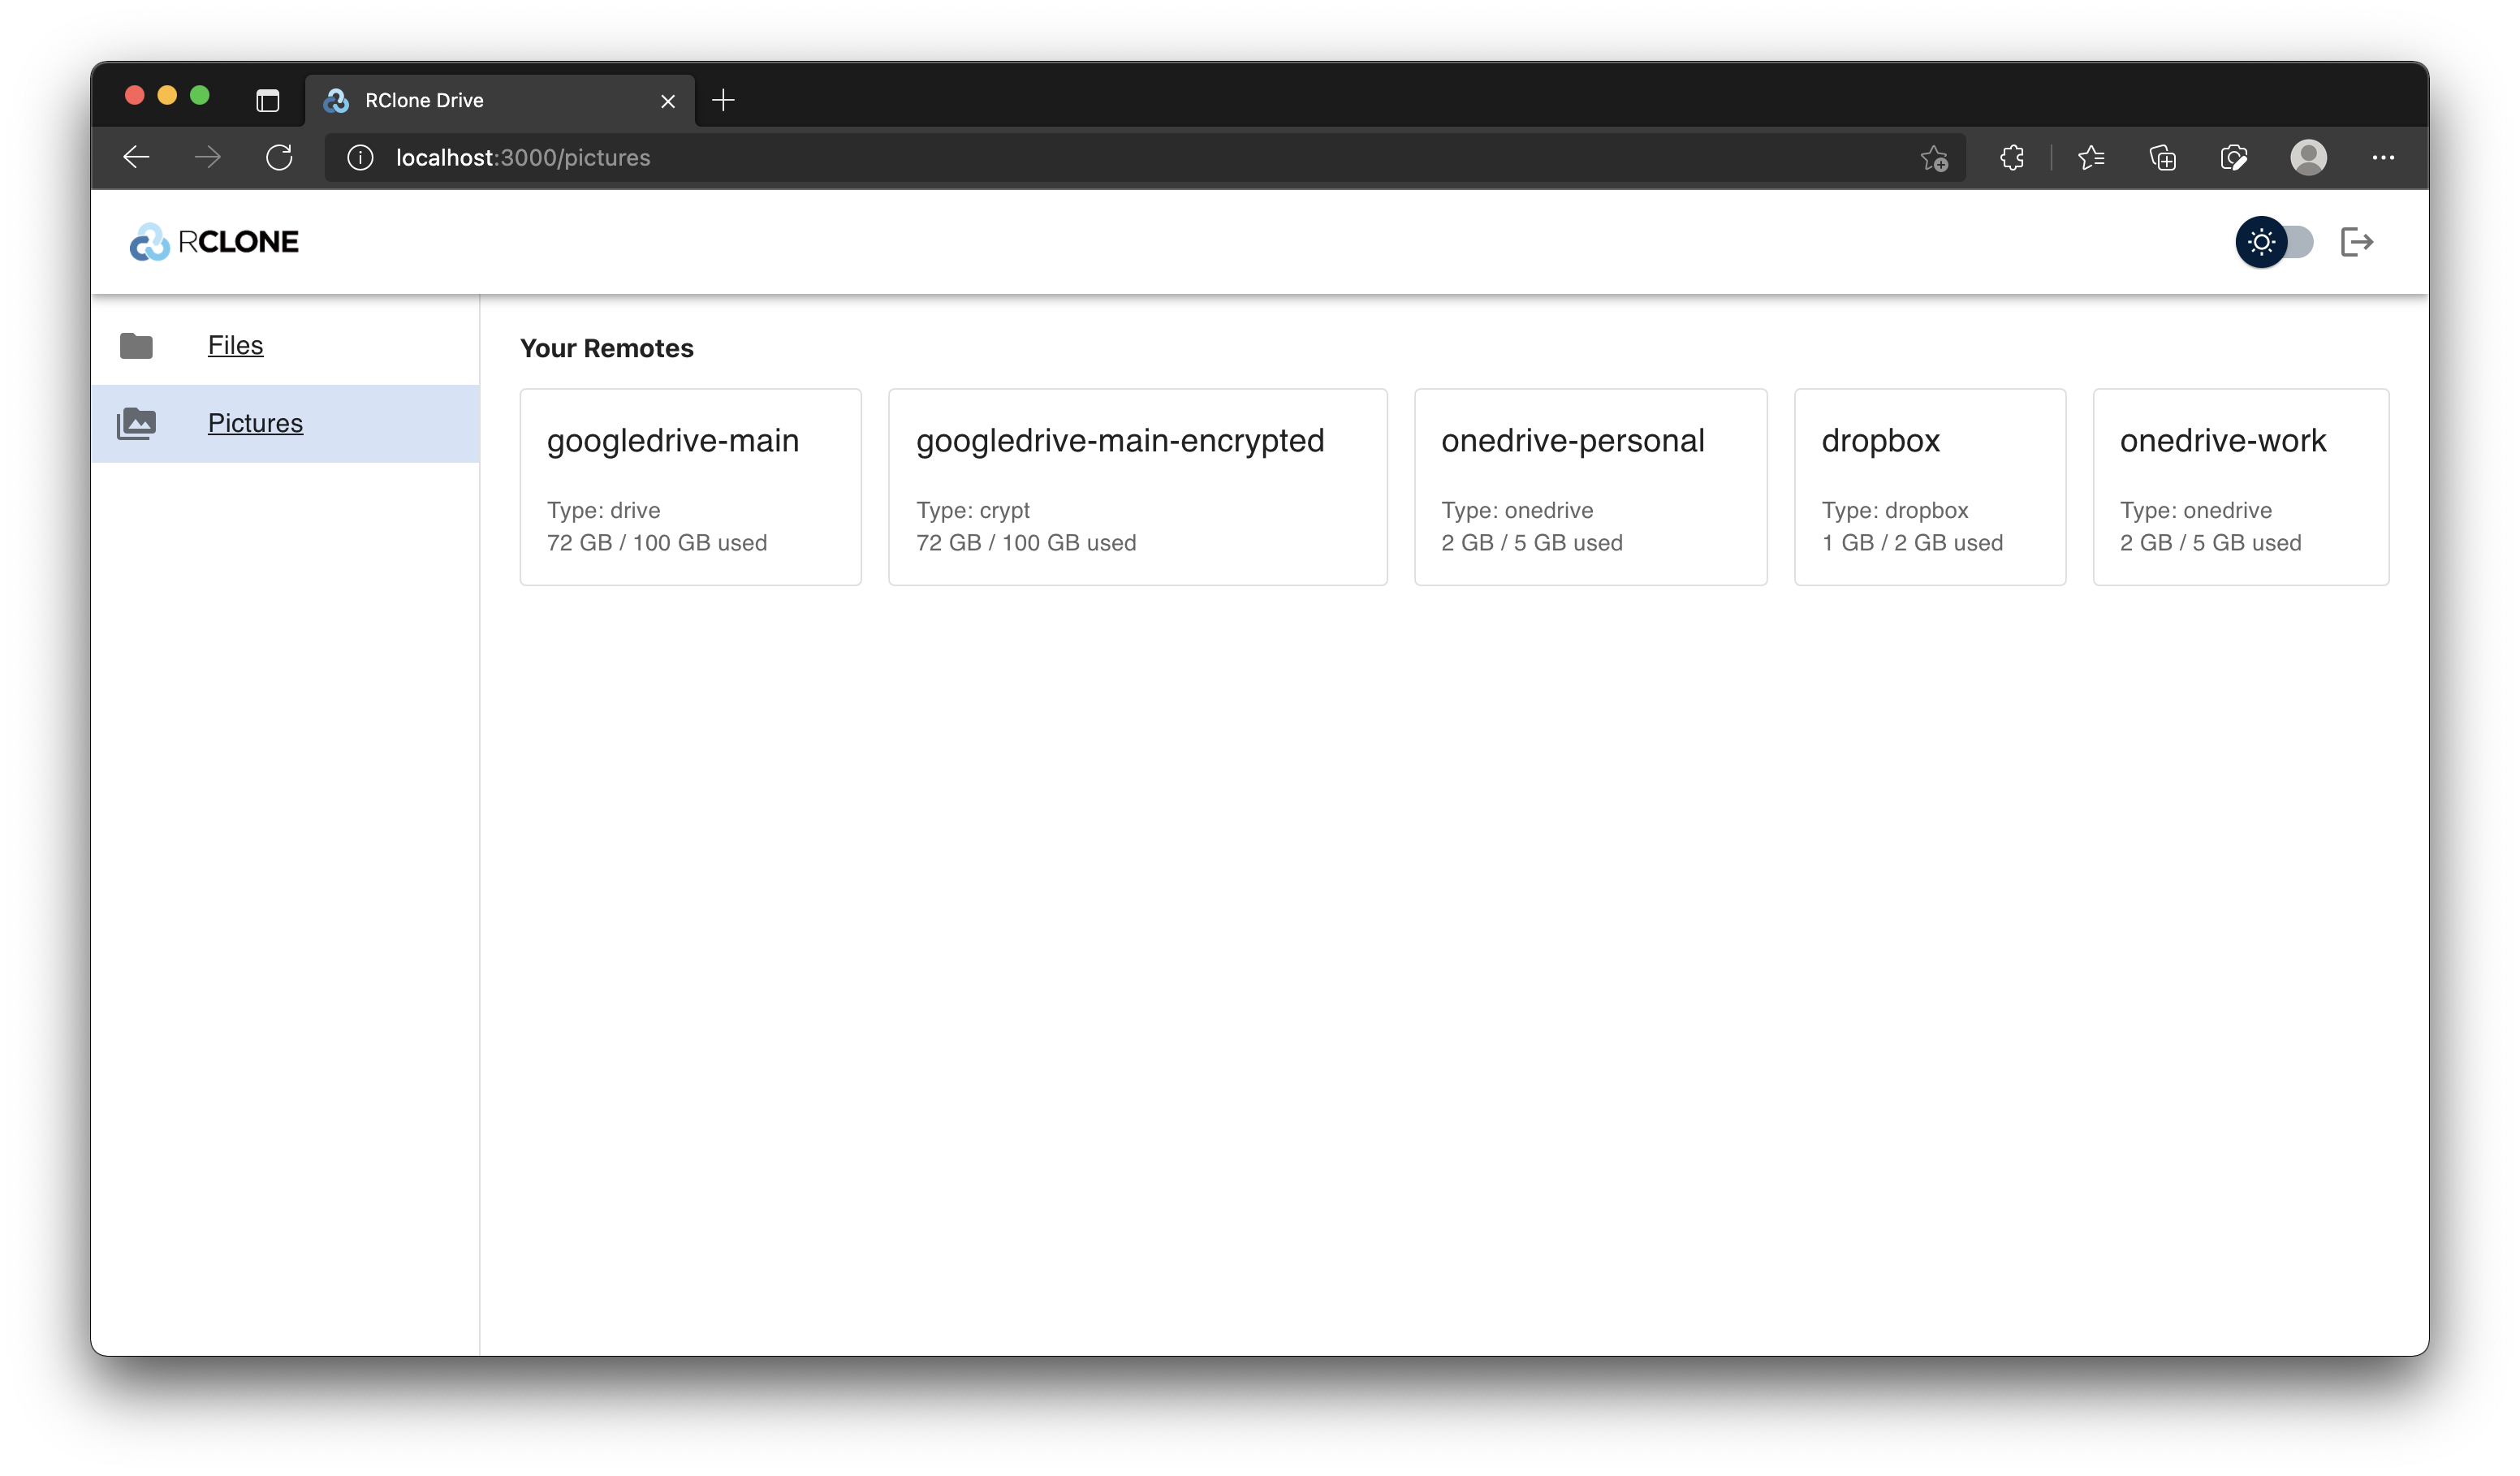 RClone Drive
localhost:3000/pictures
RCLONE
Files
Pictures
Your Remotes
googledrive-main
Type: drive
72 GB / 100 GB used
googledrive-main-encrypted
Type: crypt
72 GB / 100 GB used
onedrive-personal
Type: onedrive
2 GB / 5 GB used
dropbox
Type: dropbox
1 GB / 2 GB used
onedrive-work
Type: onedrive
2 GB / 5 GB used